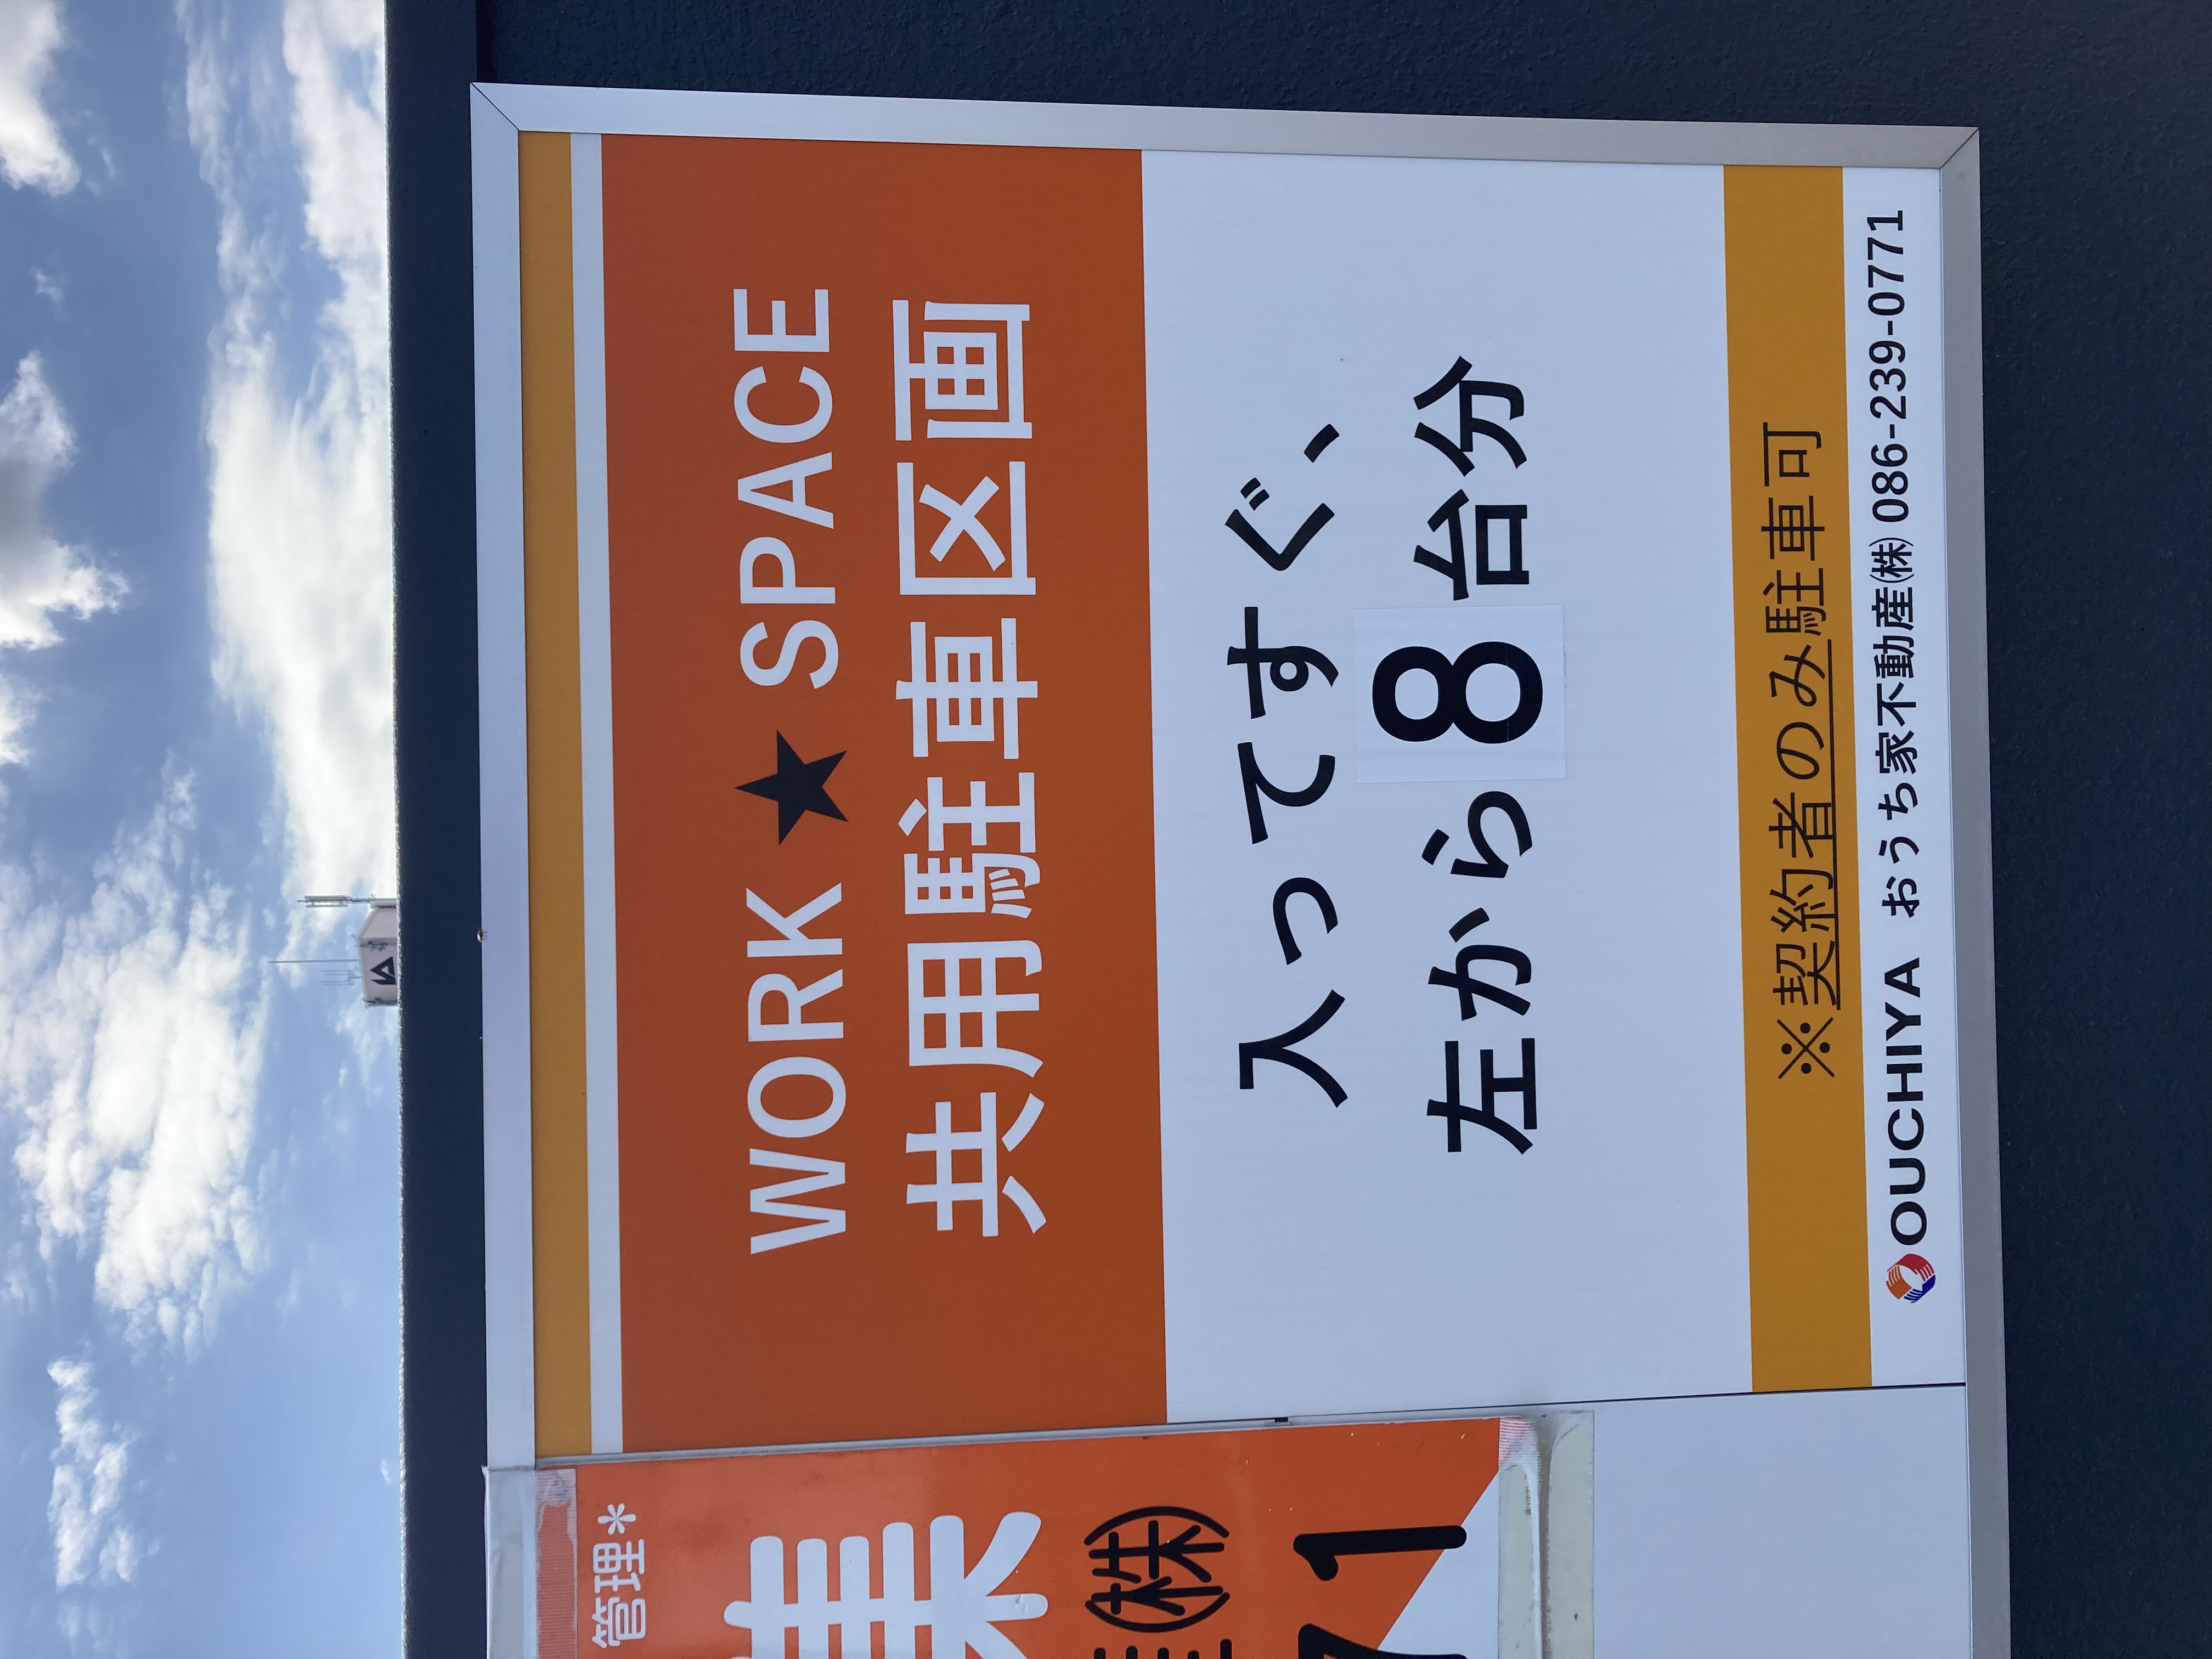 WORK ★ SPACE
共用駐車区画
入ってすぐ、
左から8台分
※契約者のみ駐車可
OUCHIYA おうち家不動産㈱ 086-239-0771
管理*
集
㈱
71